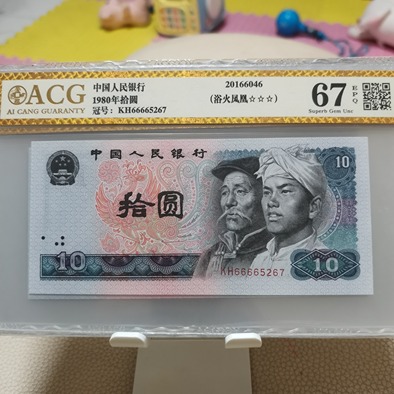 ACG
AI CANG GUARANTY
中国人民银行
1980年拾圆
冠号：KH66665267
20166046
（浴火凤凰☆☆☆）
67 EPQ
Superb Gem Unc
中国人民银行
10
拾圆
KH66665267
10
10